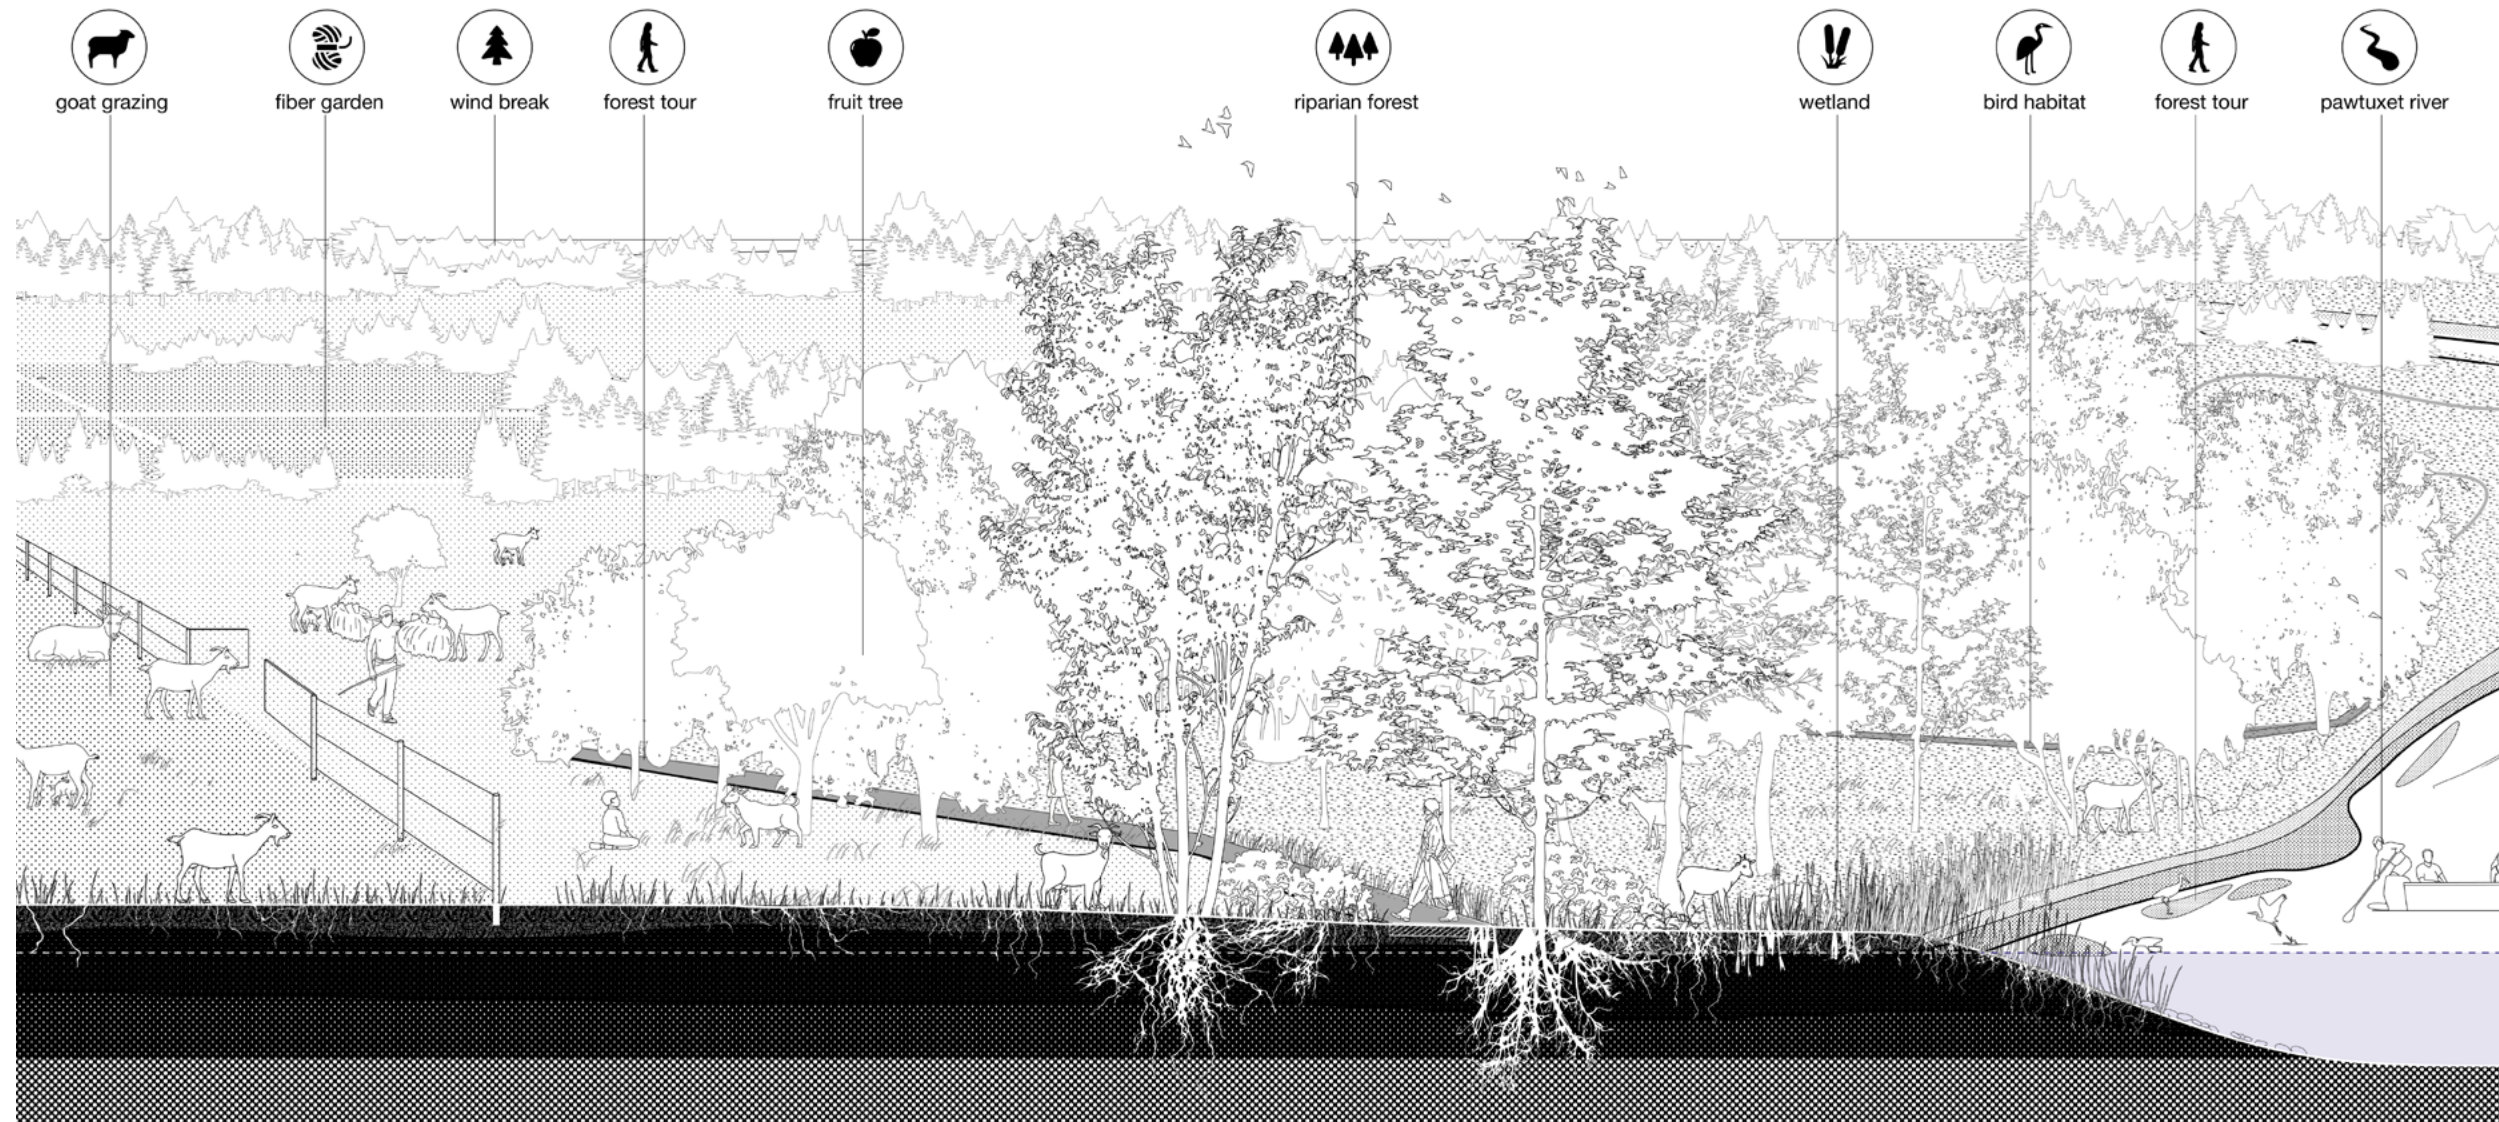 goat grazing
fiber garden
wind break
forest tour
fruit tree
riparian forest
wetland
bird habitat
forest tour
pawtuxet river